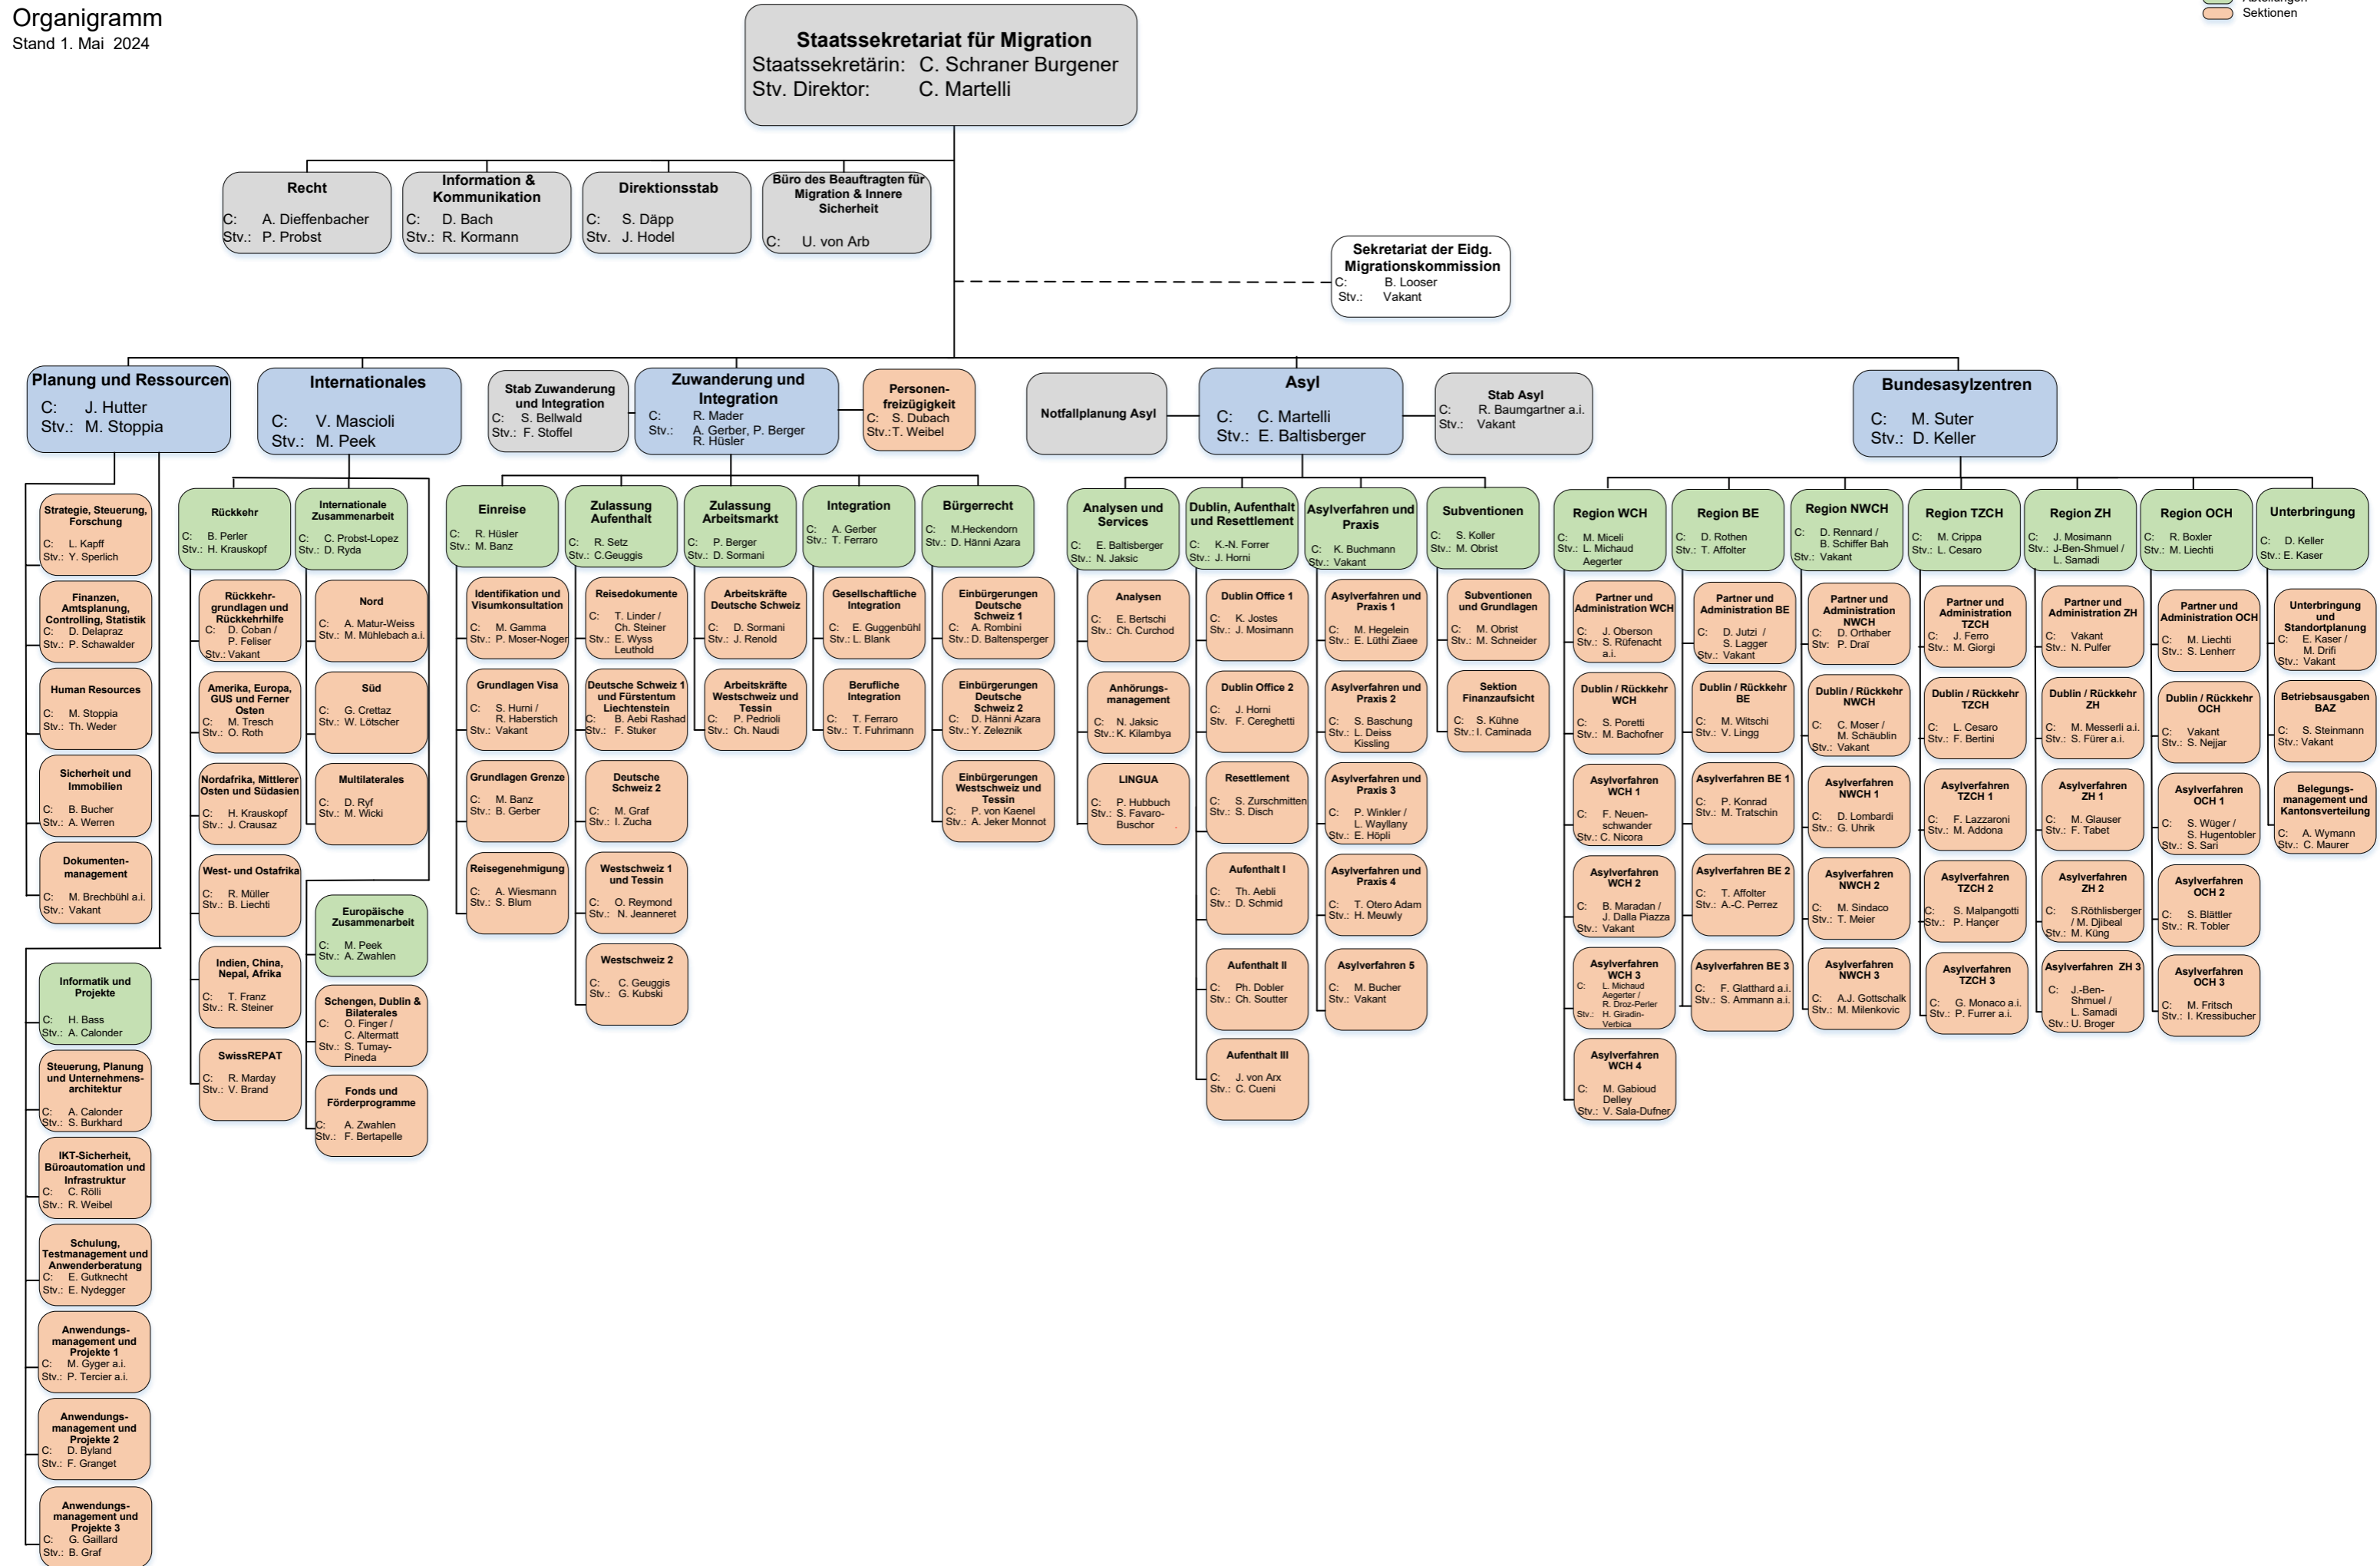 Organigramm
Stand 1. Mai 2024
Sektionen
Staatssekretariat für Migration
Staatssekretärin: C. Schraner Burgener
Stv. Direktor: C. Martelli
Recht
C: A. Dieffenbacher
Stv.: P. Probst
Information &
Kommunikation
C: D. Bach
Stv.: R. Kormann
Direktionsstab
C: S. Däpp
Stv. J. Hodel
Büro des Beauftragten für
Migration & Innere
Sicherheit
C: U. von Arb
Sekretariat der Eidg.
Migrationskommission
C: B. Looser
Stv.: Vakant
Planung und Ressourcen
C: J. Hutter
Stv.: M. Stoppia
Internationales
C: V. Mascioli
Stv.: M. Peek
Stab Zuwanderung
und Integration
C: S. Bellwald
Stv.: F. Stoffel
Zuwanderung und
Integration
C: R. Mader
Stv.: A. Gerber, P. Berger
R. Hüsler
Personen-
freizügigkeit
C: S. Dubach
Stv.: T. Weibel
Notfallplanung Asyl
Asyl
C: C. Martelli
Stv.: E. Baltisberger
Stab Asyl
C: R. Baumgartner a.i.
Stv.: Vakant
Bundesasylzentren
C: M. Suter
Stv.: D. Keller
Strategie, Steuerung,
Forschung
C: L. Kapff
Stv.: Y. Sperlich
Finanzen,
Amtsplanung,
Controlling, Statistik
C: D. Delapraz
Stv.: P. Schawalder
Human Resources
C: M. Stoppia
Stv.: Th. Weder
Sicherheit und
Immobilien
C: B. Bucher
Stv.: A. Werren
Dokumenten-
management
C: M. Brechbühl a.i.
Stv.: Vakant
Informatik und
Projekte
C: H. Bass
Stv.: A. Calonder
Steuerung, Planung
und Unternehmens-
architektur
C: A. Calonder
Stv.: S. Burkhard
IKT-Sicherheit,
Büroautomation und
Infrastruktur
C: C. Rölli
Stv.: R. Weibel
Schulung,
Testmanagement und
Anwenderberatung
C: E. Gutknecht
Stv.: E. Nydegger
Anwendungs-
management und
Projekte 1
C: M. Gyger a.i.
Stv.: P. Tercier a.i.
Anwendungs-
management und
Projekte 2
C: D. Byland
Stv.: F. Granget
Anwendungs-
management und
Projekte 3
C: G. Gaillard
Stv.: B. Graf
Rückkehr
C: B. Perler
Stv.: H. Krauskopf
Rückkehr-
grundlagen und
Rückkehrhilfe
C: D. Coban /
P. Feliser
Stv.: Vakant
Amerika, Europa,
GUS und Ferner
Osten
C: M. Tresch
Stv.: O. Roth
Nordafrika, Mittlerer
Osten und Südasien
C: H. Krauskopf
Stv.: J. Crausaz
West- und Ostafrika
C: R. Müller
Stv.: B. Liechti
Indien, China,
Nepal, Afrika
C: T. Franz
Stv.: R. Steiner
SwissREPAT
C: R. Marday
Stv.: V. Brand
Internationale
Zusammenarbeit
C: C. Probst-Lopez
Stv.: D. Ryda
Nord
C: A. Matur-Weiss
Stv.: M. Mühlebach a.i.
Süd
C: G. Crettaz
Stv.: W. Lötscher
Multilaterales
C: D. Ryf
Stv.: M. Wicki
Europäische
Zusammenarbeit
C: M. Peek
Stv.: A. Zwahlen
Schengen, Dublin &
Bilaterales
C: O. Finger /
C. Altermatt
Stv.: S. Tumay-
Pineda
Fonds und
Förderprogramme
C: A. Zwahlen
Stv.: F. Bertapelle
Einreise
C: R. Hüsler
Stv.: M. Banz
Identifikation und
Visumkonsultation
C: M. Gamma
Stv.: P. Moser-Noger
Grundlagen Visa
C: S. Hurni /
R. Haberstich
Stv.: Vakant
Grundlagen Grenze
C: M. Banz
Stv.: B. Gerber
Reisegenehmigung
C: A. Wiesmann
Stv.: S. Blum
Zulassung
Aufenthalt
C: R. Setz
Stv.: C.Geuggis
Reisedokumente
C: T. Linder /
Ch. Steiner
Stv.: E. Wyss
Leuthold
Deutsche Schweiz 1
und Fürstentum
Liechtenstein
C: B. Aebi Rashad
Stv.: F. Stuker
Deutsche
Schweiz 2
C: M. Graf
Stv.: I. Zucha
Westschweiz 1
und Tessin
C: O. Reymond
Stv.: N. Jeanneret
Westschweiz 2
C: C. Geuggis
Stv.: G. Kubski
Zulassung
Arbeitsmarkt
C: P. Berger
Stv.: D. Sormani
Arbeitskräfte
Deutsche Schweiz
C: D. Sormani
Stv.: J. Renold
Arbeitskräfte
Westschweiz und
Tessin
C: P. Pedrioli
Stv.: Ch. Naudi
Integration
C: A. Gerber
Stv.: T. Ferraro
Gesellschaftliche
Integration
C: E. Guggenbühl
Stv.: L. Blank
Berufliche
Integration
C: T. Ferraro
Stv.: T. Fuhrimann
Bürgerrecht
C: M.Heckendorn
Stv.: D. Hänni Azara
Einbürgerungen
Deutsche
Schweiz 1
C: A. Rombini
Stv.: D. Baltensperger
Einbürgerungen
Deutsche
Schweiz 2
C: D. Hänni Azara
Stv.: Y. Zeleznik
Einbürgerungen
Westschweiz und
Tessin
C: P. von Kaenel
Stv.: A. Jeker Monnot
Analysen und
Services
C: E. Baltisberger
Stv.: N. Jaksic
Analysen
C: E. Bertschi
Stv.: Ch. Curchod
Anhörungs-
management
C: N. Jaksic
Stv.: K. Kilambya
LINGUA
C: P. Hubbuch
Stv.: S. Favaro-
Buschor
Dublin, Aufenthalt
und Resettlement
C: K.-N. Forrer
Stv.: J. Horni
Dublin Office 1
C: K. Jostes
Stv.: J. Mosimann
Dublin Office 2
C: J. Horni
Stv. F. Cereghetti
Resettlement
C: S. Zurschmitten
Stv.: S. Disch
Aufenthalt I
C: Th. Aebli
Stv.: D. Schmid
Aufenthalt II
C: Ph. Dobler
Stv.: Ch. Soutter
Aufenthalt III
C: J. von Arx
Stv.: C. Cueni
Asylverfahren und
Praxis
C: K. Buchmann
Stv.: Vakant
Asylverfahren und
Praxis 1
C: M. Hegelein
Stv.: E. Lüthi Ziaee
Asylverfahren und
Praxis 2
C: S. Baschung
Stv.: L. Deiss
Kissling
Asylverfahren und
Praxis 3
C: P. Winkler /
L. Wayllany
Stv.: E. Höpli
Asylverfahren und
Praxis 4
C: T. Otero Adam
Stv.: H. Meuwly
Asylverfahren 5
C: M. Bucher
Stv.: Vakant
Subventionen
C: S. Koller
Stv.: M. Obrist
Subventionen
und Grundlagen
C: M. Obrist
Stv.: M. Schneider
Sektion
Finanzaufsicht
C: S. Kühne
Stv.: I. Caminada
Region WCH
C: M. Miceli
Stv.: L. Michaud
Aegerter
Partner und
Administration WCH
C: J. Oberson
Stv.: S. Rüfenacht
a.i.
Dublin / Rückkehr
WCH
C: S. Poretti
Stv.: M. Bachofner
Asylverfahren
WCH 1
C: F. Neuen-
schwander
Stv.: C. Nicora
Asylverfahren
WCH 2
C: B. Maradan /
J. Dalla Piazza
Stv.: Vakant
Asylverfahren
WCH 3
C: L. Michaud
Aegerter /
R. Droz-Perler
Stv.: H. Giradin-
Verbica
Asylverfahren
WCH 4
C: M. Gabioud
Delley
Stv.: V. Sala-Dufner
Region BE
C: D. Rothen
Stv.: T. Affolter
Partner und
Administration BE
C: D. Jutzi /
S. Lagger
Stv.: Vakant
Dublin / Rückkehr
BE
C: M. Witschi
Stv.: V. Lingg
Asylverfahren BE 1
C: P. Konrad
Stv.: M. Tratschin
Asylverfahren BE 2
C: T. Affolter
Stv.: A.-C. Perrez
Asylverfahren BE 3
C: F. Glatthard a.i.
Stv.: S. Ammann a.i.
Region NWCH
C: D. Rennard /
B. Schiffer Bah
Stv.: Vakant
Partner und
Administration
NWCH
C: D. Orthaber
Stv: P. Draï
Dublin / Rückkehr
NWCH
C: C. Moser /
M. Schäublin
Stv.: Vakant
Asylverfahren
NWCH 1
C: D. Lombardi
Stv.: G. Uhrik
Asylverfahren
NWCH 2
C: M. Sindaco
Stv.: T. Meier
Asylverfahren
NWCH 3
C: A.J. Gottschalk
Stv.: M. Milenkovic
Region TZCH
C: M. Crippa
Stv.: L. Cesaro
Partner und
Administration
TZCH
C: J. Ferro
Stv.: M. Giorgi
Dublin / Rückkehr
TZCH
C: L. Cesaro
Stv.: F. Bertini
Asylverfahren
TZCH 1
C: F. Lazzaroni
Stv.: M. Addona
Asylverfahren
TZCH 2
C: S. Malpangotti
Stv.: P. Hançer
Asylverfahren
TZCH 3
C: G. Monaco a.i.
Stv.: P. Furrer a.i.
Region ZH
C: J. Mosimann
Stv.: J-Ben-Shmuel /
L. Samadi
Partner und
Administration ZH
C: Vakant
Stv.: N. Pulfer
Dublin / Rückkehr
ZH
C: M. Messerli a.i.
Stv.: S. Fürer a.i.
Asylverfahren
ZH 1
C: M. Glauser
Stv.: F. Tabet
Asylverfahren
ZH 2
C: S.Röthlisberger
/ M. Djibeal
Stv.: M. Küng
Asylverfahren ZH 3
C: J.-Ben-
Shmuel /
L. Samadi
Stv.: U. Broger
Region OCH
C: R. Boxler
Stv.: M. Liechti
Partner und
Administration OCH
C: M. Liechti
Stv.: S. Lenherr
Dublin / Rückkehr
OCH
C: Vakant
Stv.: S. Nejjar
Asylverfahren
OCH 1
C: S. Wüger /
S. Hugentobler
Stv.: S. Sari
Asylverfahren
OCH 2
C: S. Blättler
Stv.: R. Tobler
Asylverfahren
OCH 3
C: M. Fritsch
Stv.: I. Kressibucher
Unterbringung
C: D. Keller
Stv.: E. Kaser
Unterbringung
und
Standortplanung
C: E. Kaser /
M. Drifi
Stv.: Vakant
Betriebsausgaben
BAZ
C: S. Steinmann
Stv.: Vakant
Belegungs-
management und
Kantonsverteilung
C: A. Wymann
Stv.: C. Maurer